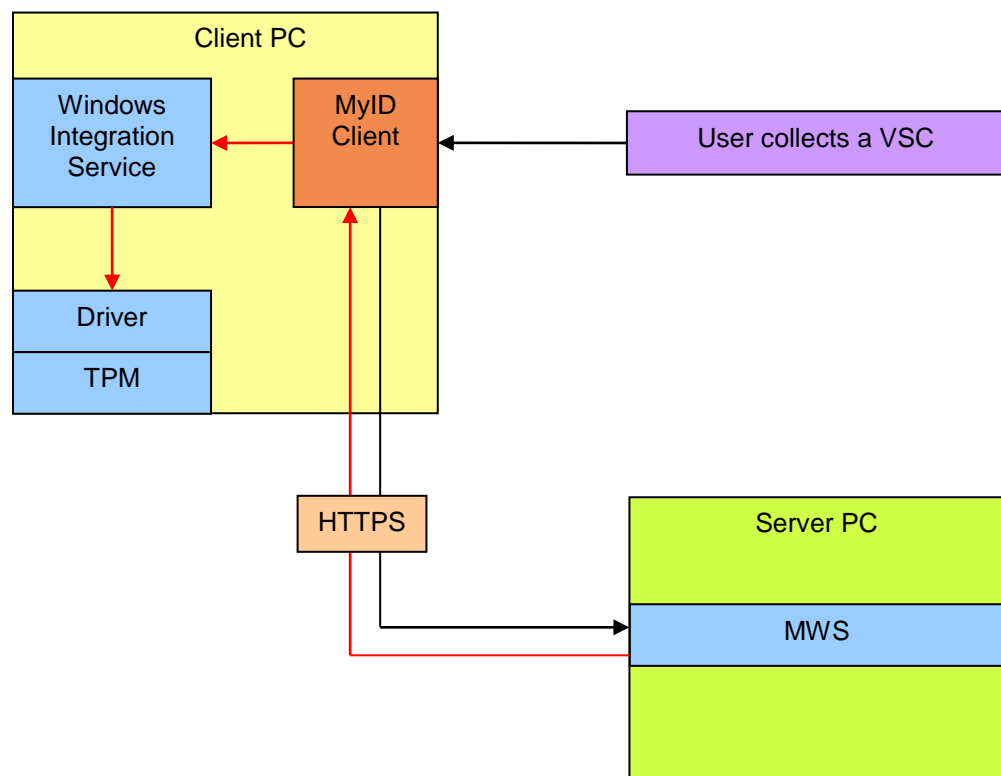 Client PC
Windows
Integration
Service
MyID
Client
User collects a VSC
Driver
TPM
HTTPS
Server PC
MWS